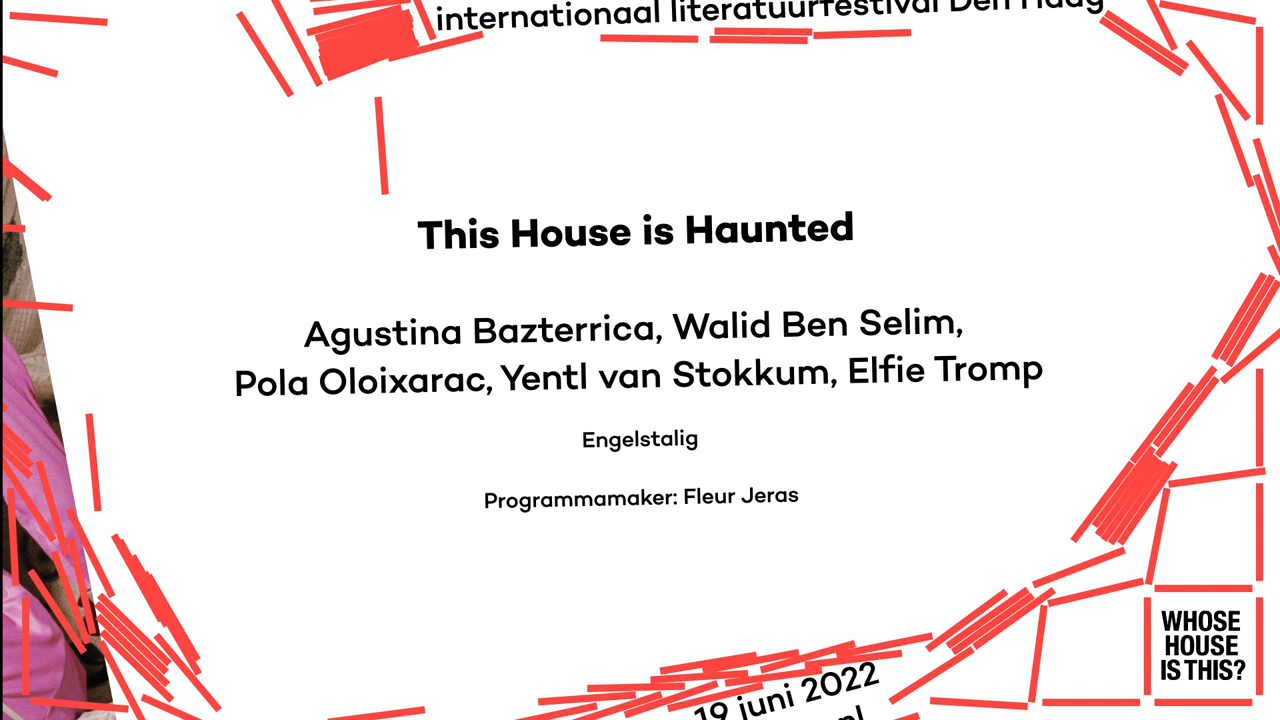 internationaal literatuurfestival Den Haag
This House is Haunted
Agustina Bazterrica, Walid Ben Selim,
Pola Oloixarac, Yentl van Stokkum, Elfie Tromp
Engelstalig
Programmamaker: Fleur Jeras
19 juni 2022
WHOSE
HOUSE
IS THIS?